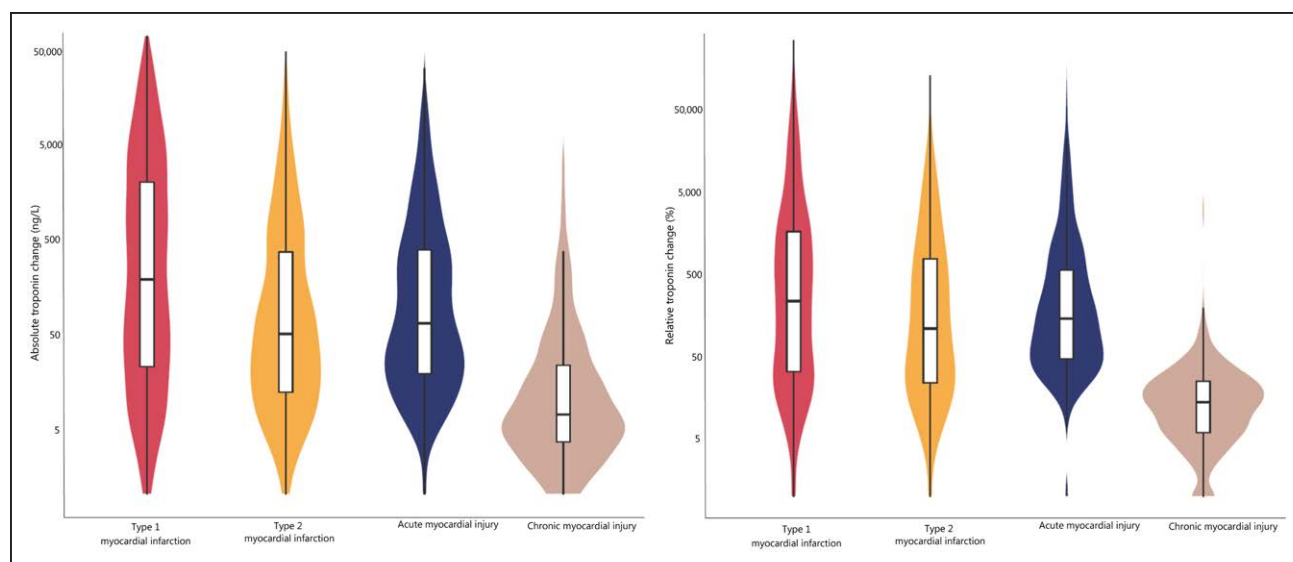 Absolute troponin change (ng/L)
50,000
5,000
500
50
5
Type 1
myocardial infarction
Type 2
myocardial infarction
Acute myocardial injury
Chronic myocardial injury
Relative troponin change (%)
50,000
5,000
500
50
5
Type 1
myocardial infarction
Type 2
myocardial infarction
Acute myocardial injury
Chronic myocardial injury